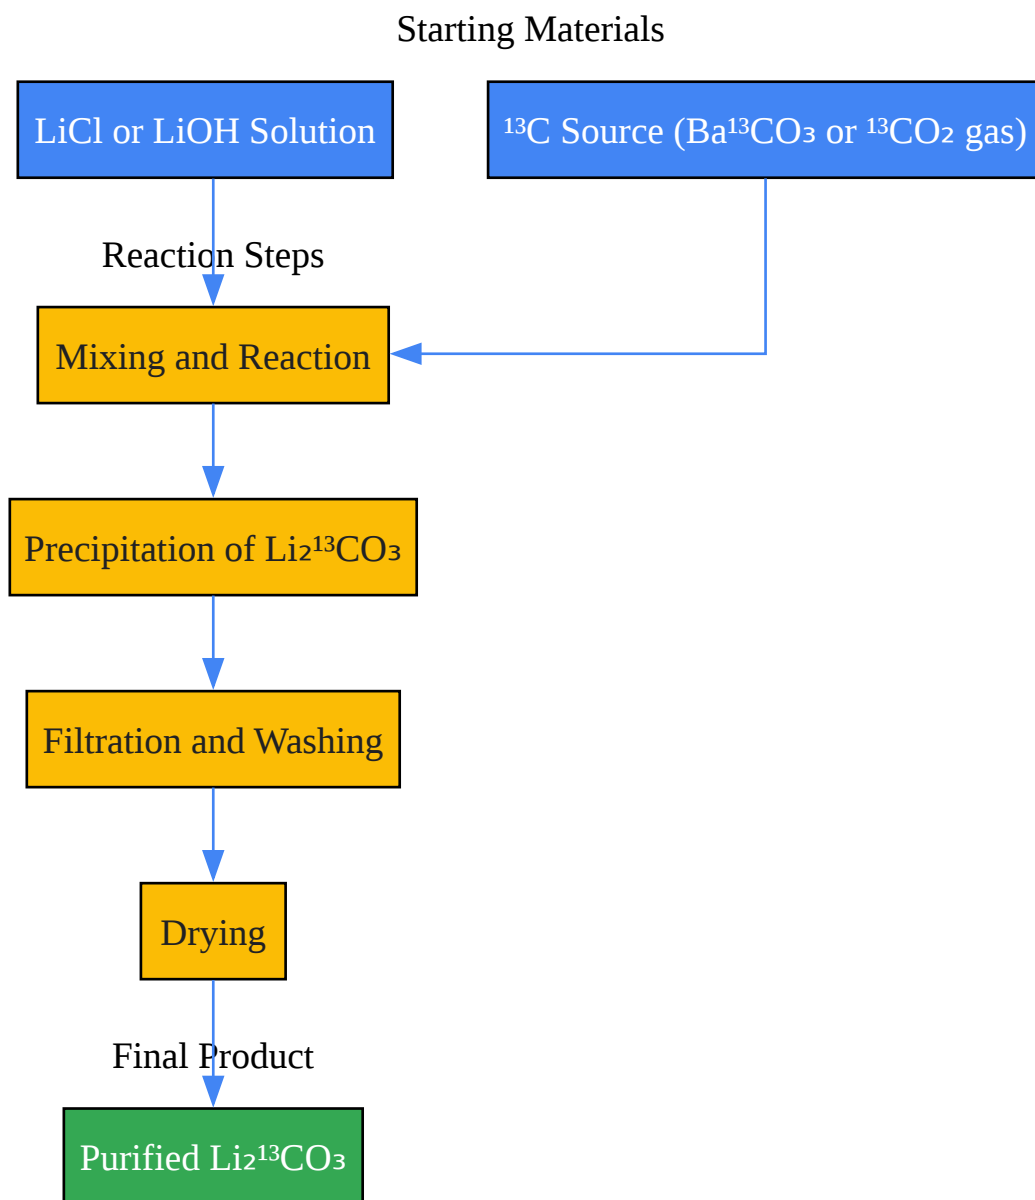 Starting Materials
LiCl or LiOH Solution
¹³C Source (Ba¹³CO₃ or ¹³CO₂ gas)
Reaction Steps
Mixing and Reaction
Precipitation of Li₂¹³CO₃
Filtration and Washing
Drying
Final Product
Purified Li₂¹³CO₃